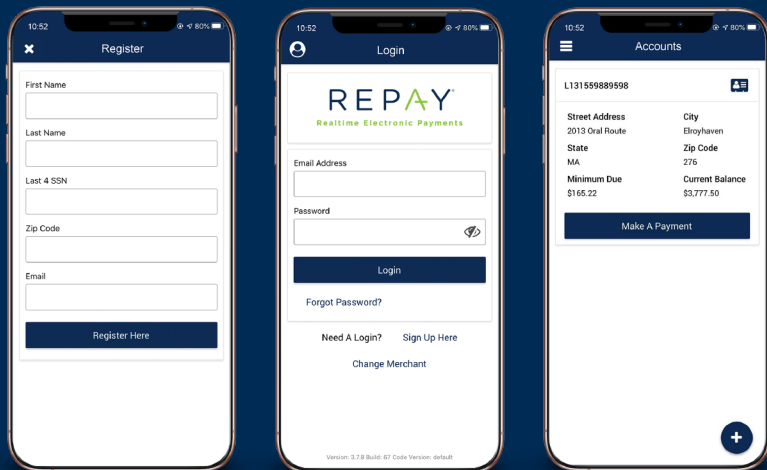 10:52
80%
Register
First Name
Last Name
Last 4 SSN
Zip Code
Email
Register Here
10:52
80%
Login
REPAY
Realtime Electronic Payments
Email Address
Password
Login
Forgot Password?
Need A Login? Sign Up Here
Change Merchant
Version: 3.7.8 Build: 67 Code Version: default
10:52
80%
Accounts
L131559889598
Street Address City
2013 Oral Route Elroyhaven
State Zip Code
MA 276
Minimum Due Current Balance
$165.22 $3,777.50
Make A Payment